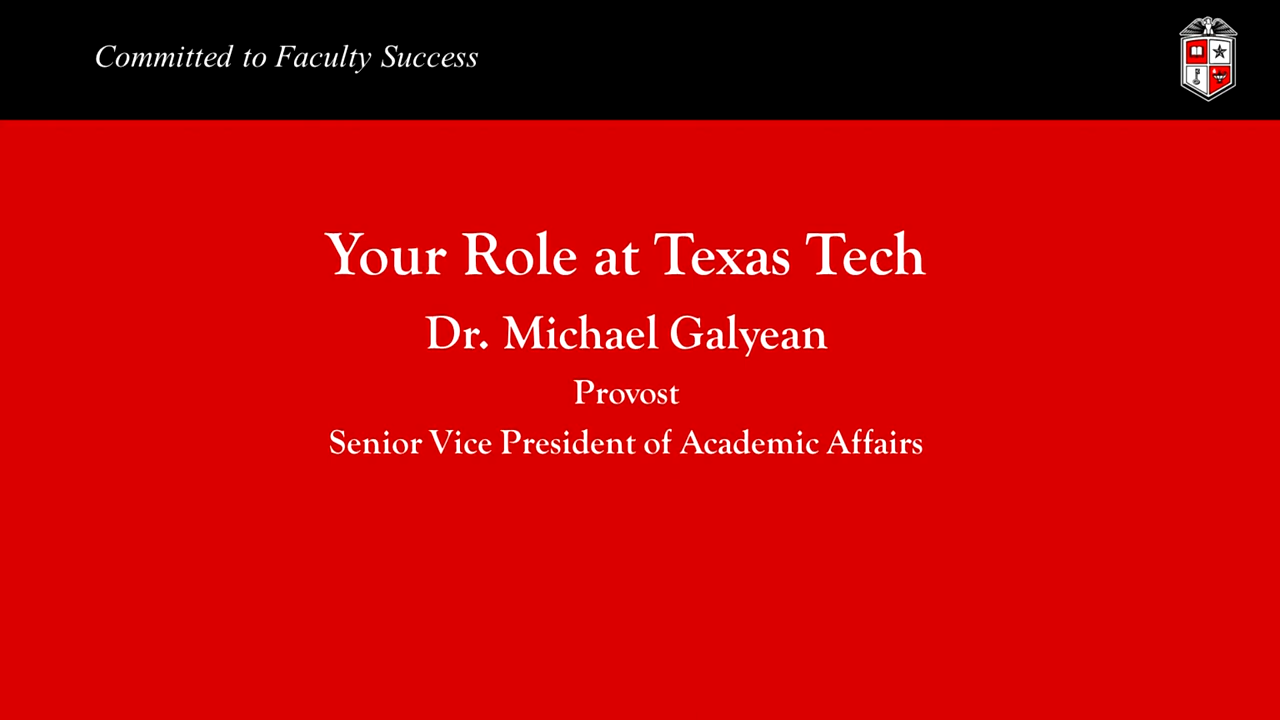 Committed to Faculty Success
Your Role at Texas Tech
Dr. Michael Galyean
Provost
Senior Vice President of Academic Affairs